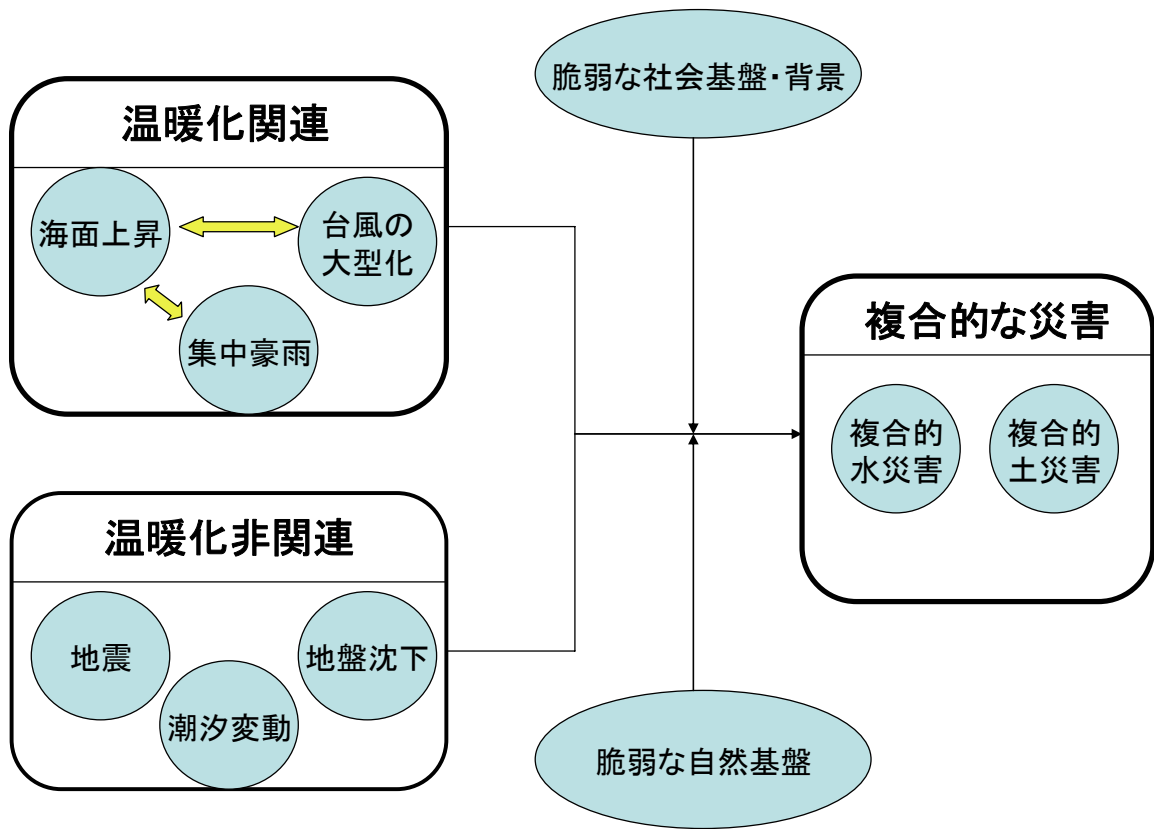 脆弱な社会基盤・背景
温暖化関連
海面上昇
台風の
大型化
集中豪雨
複合的な災害
複合的
水災害
複合的
土災害
温暖化非関連
地震
地盤沈下
潮汐変動
脆弱な自然基盤